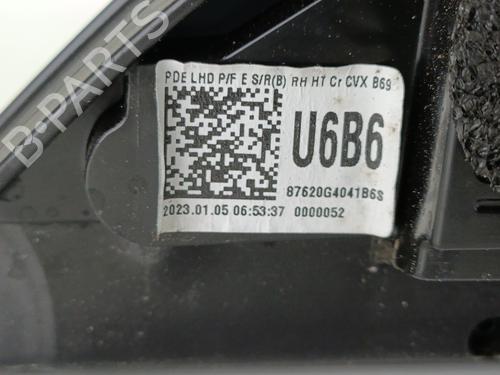 PDE LHD P/F E S/R(B) RH HT Cr CVX B69
U6B6
87620G4041B6S
2023.01.05 06:53:37 0000052
B-PARTS